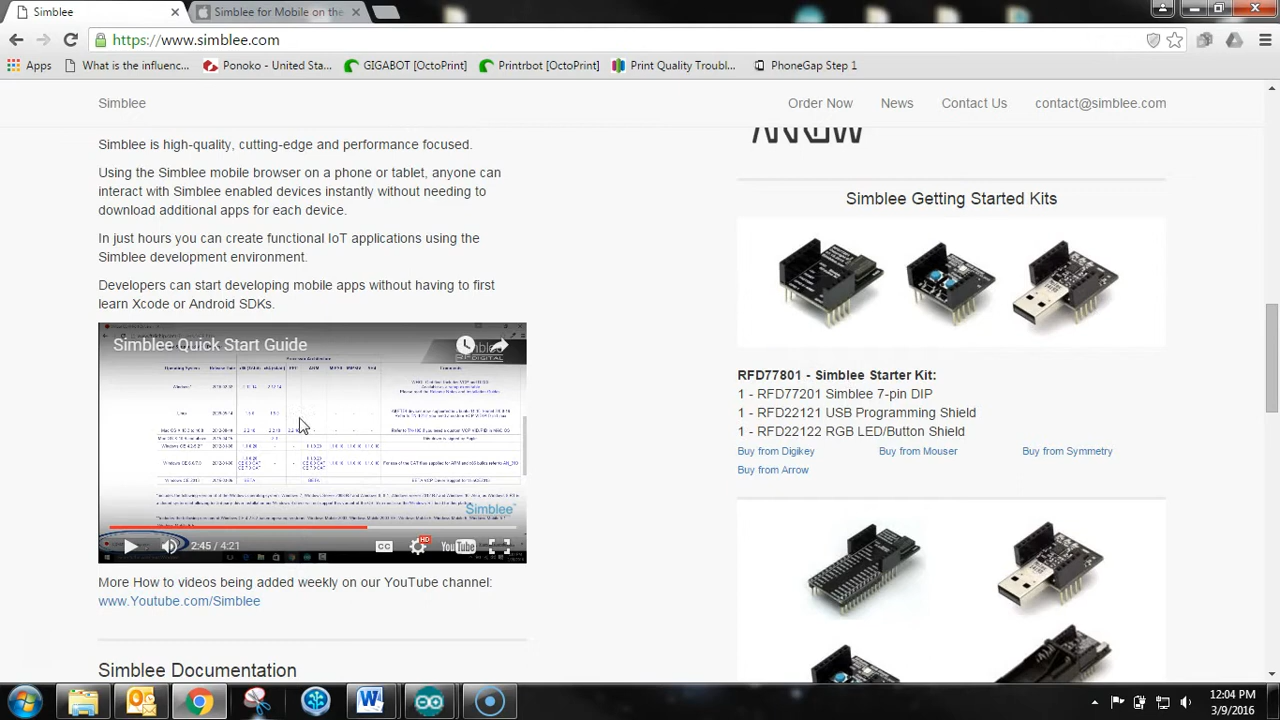 Simblee
Simblee for Mobile on the
https://www.simblee.com
Apps
What is the influenc...
Ponoko - United Sta...
GIGABOT [OctoPrint]
Printrbot [OctoPrint]
Print Quality Troubl...
PhoneGap Step 1
Simblee
Order Now
News
Contact Us
contact@simblee.com
Simblee is high-quality, cutting-edge and performance focused.
Using the Simblee mobile browser on a phone or tablet, anyone can
interact with Simblee enabled devices instantly without needing to
download additional apps for each device.
In just hours you can create functional IoT applications using the
Simblee development environment.
Developers can start developing mobile apps without having to first
learn Xcode or Android SDKs.
Simblee Quick Start Guide
Simblee
2:45 / 4:21
CC
HD
YouTube
More How to videos being added weekly on our YouTube channel:
www.Youtube.com/Simblee
Simblee Documentation
ARROW
Simblee Getting Started Kits
RFD77801 - Simblee Starter Kit:
1 - RFD77201 Simblee 7-pin DIP
1 - RFD22121 USB Programming Shield
1 - RFD22122 RGB LED/Button Shield
Buy from Digikey
Buy from Mouser
Buy from Symmetry
Buy from Arrow
12:04 PM
3/9/2016